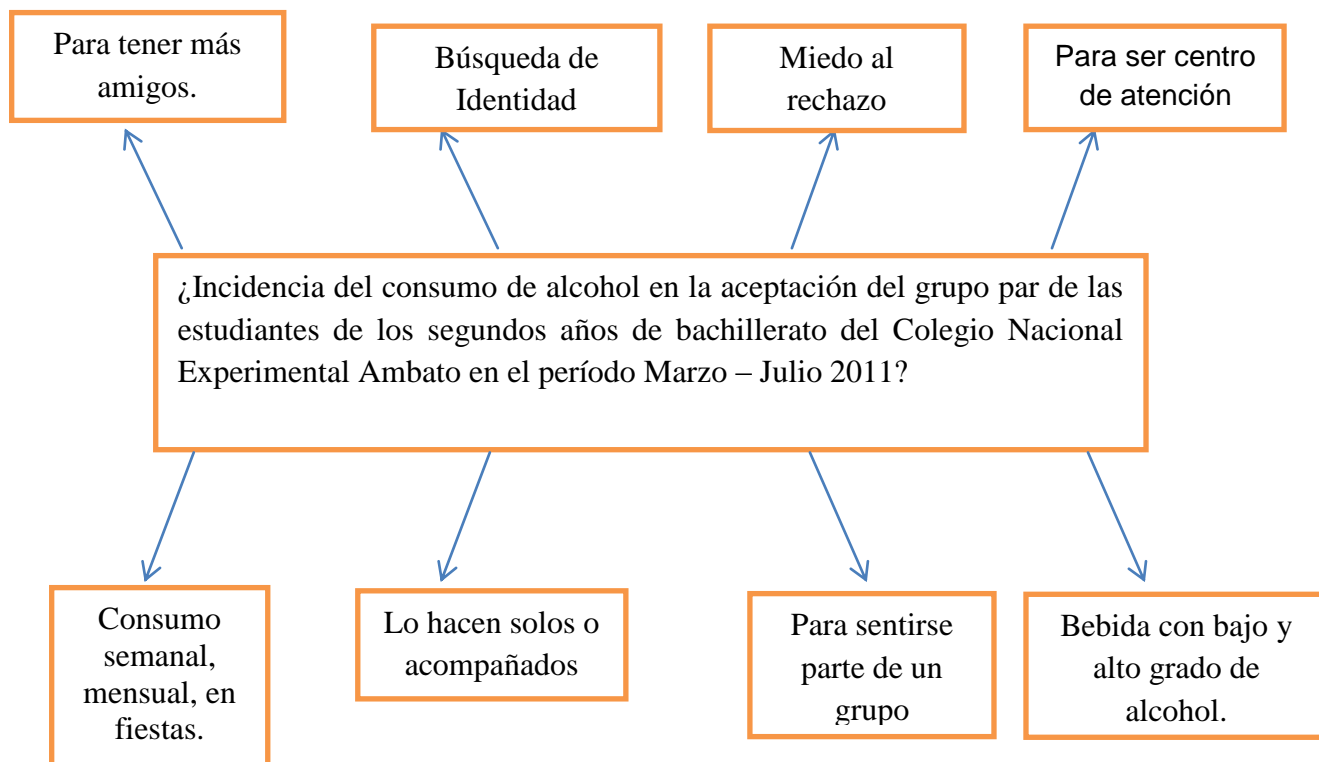 Para tener más
amigos.
Búsqueda de
Identidad
Miedo al
rechazo
Para ser centro
de atención
¿Incidencia del consumo de alcohol en la aceptación del grupo par de las
estudiantes de los segundos años de bachillerato del Colegio Nacional
Experimental Ambato en el período Marzo – Julio 2011?
Consumo
semanal,
mensual, en
fiestas.
Lo hacen solos o
acompañados
Para sentirse
parte de un
grupo
Bebida con bajo y
alto grado de
alcohol.